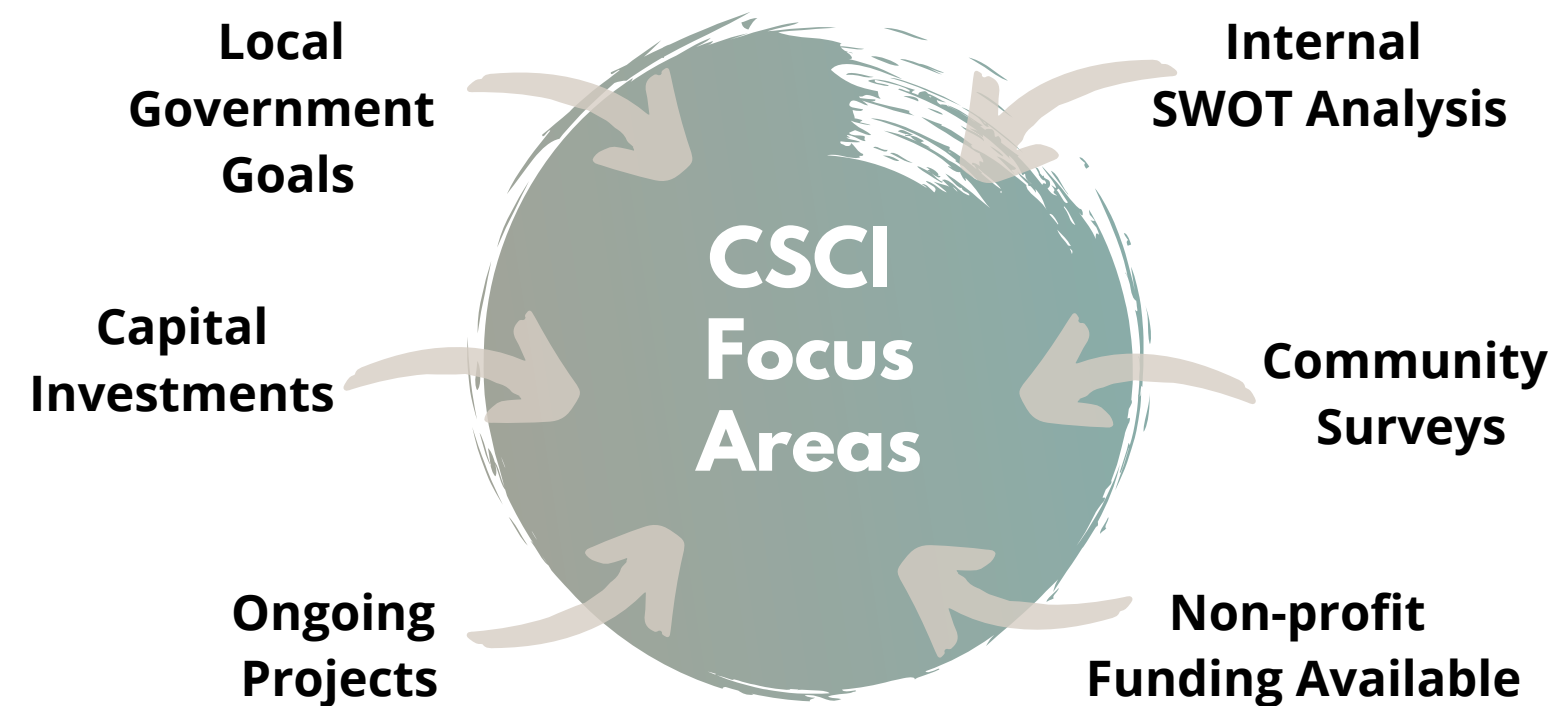 Local
Government
Goals
Internal
SWOT Analysis
CSCI
Focus
Areas
Capital
Investments
Community
Surveys
Ongoing
Projects
Non-profit
Funding Available